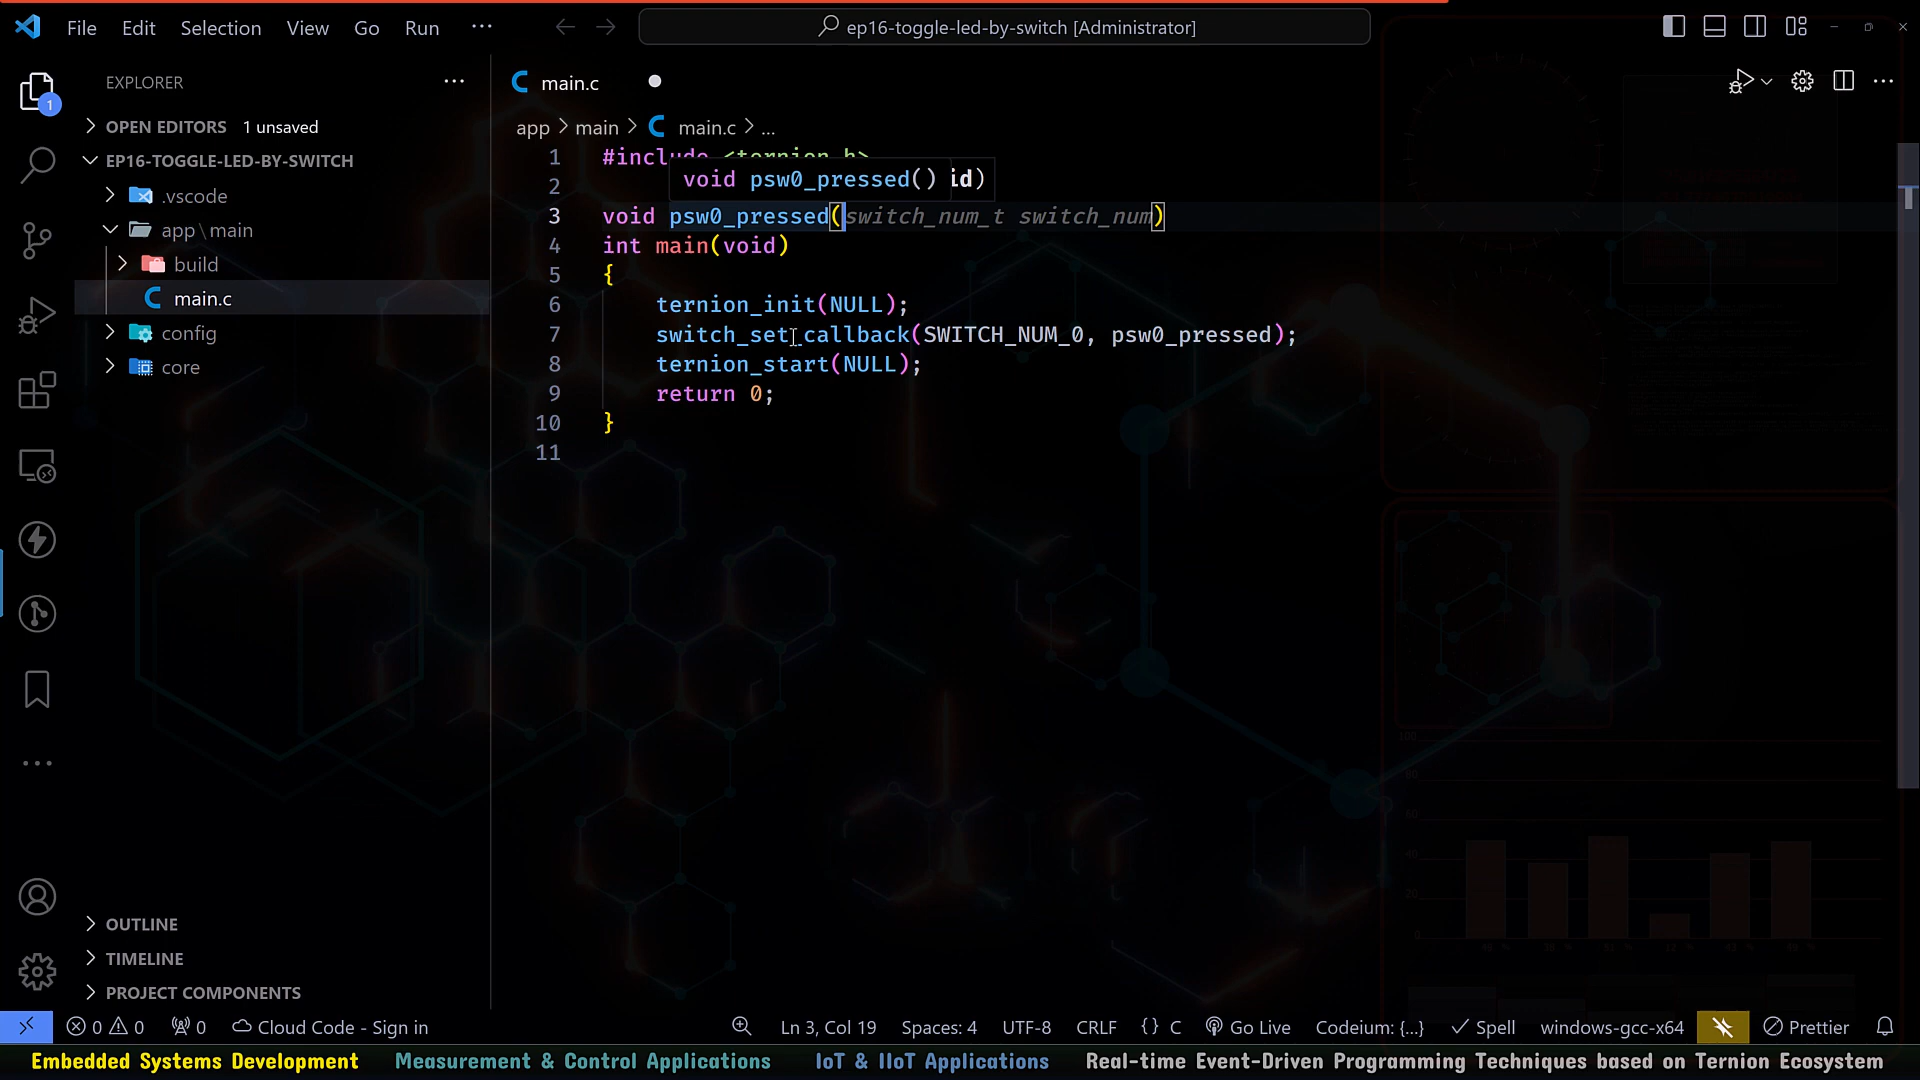 File Edit Selection View Go Run ... ep16-toggle-led-by-switch [Administrator]
EXPLORER ...
OPEN EDITORS 1 unsaved
EP16-TOGGLE-LED-BY-SWITCH
.vscode
app\main
build
main.c
config
core
OUTLINE
TIMELINE
PROJECT COMPONENTS
1
main.c
app > main > main.c > ...
1 #include <ternion.h>
void psw0_pressed() id)
2
3 void psw0_pressed(switch_num_t switch_num)
4 int main(void)
5 {
6 ternion_init(NULL);
7 switch_set_callback(SWITCH_NUM_0, psw0_pressed);
8 ternion_start(NULL);
9 return 0;
10 }
11
0 0 0 Cloud Code - Sign in Ln 3, Col 19 Spaces: 4 UTF-8 CRLF {} C Go Live Codeium: {...} Spell windows-gcc-x64 Prettier
Embedded Systems Development Measurement & Control Applications IoT & IIoT Applications Real-time Event-Driven Programming Techniques based on Ternion Ecosystem